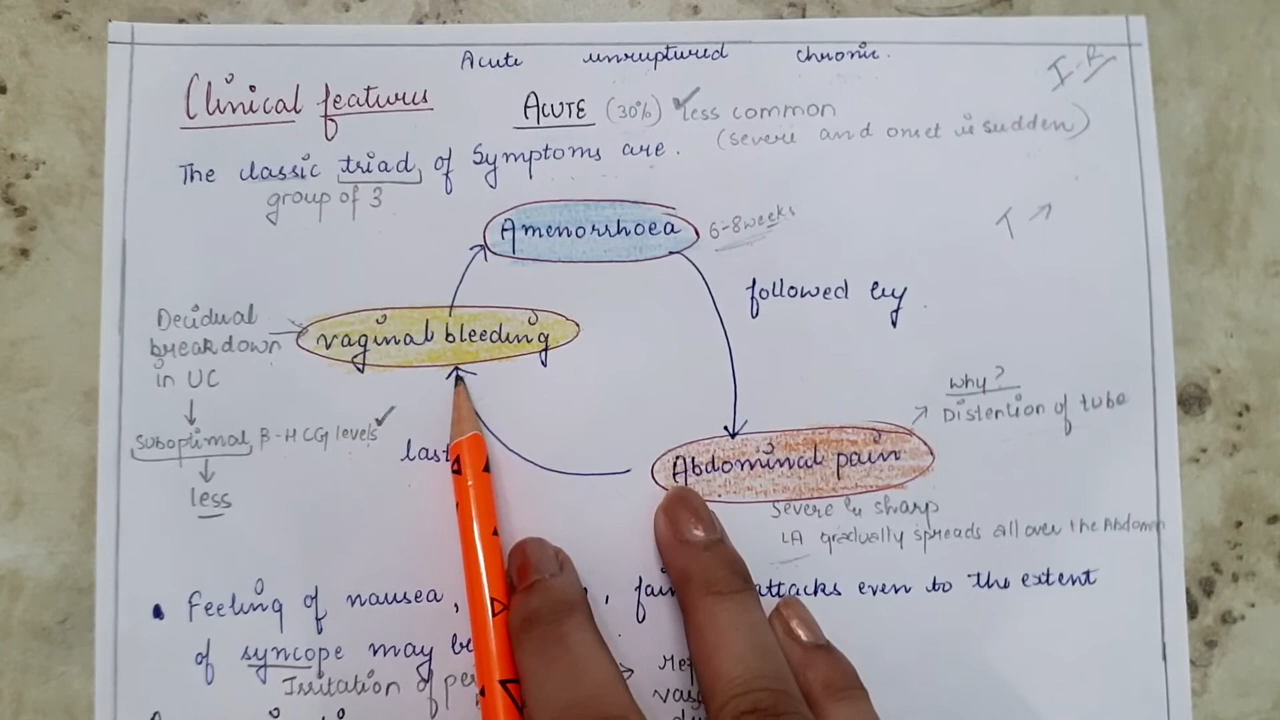 Acute unruptured chronic.
I-R
Clinical features ACUTE (30%) ✓less common
(severe and onset is sudden)
The classic triad, of Symptoms are.
group of 3
Amenorrhoea 6-8 weeks
T ↗
followed by
Decidual
breakdown
in UC
vaginal bleeding
why?
Distention of tube
Suboptimal, β-HCG levels ✓
less
last
Abdominal pain
Severe & sharp
LA gradually spreads all over the Abdomen
• Feeling of nausea, , attacks even to the extent
of syncope may be
Irritation of